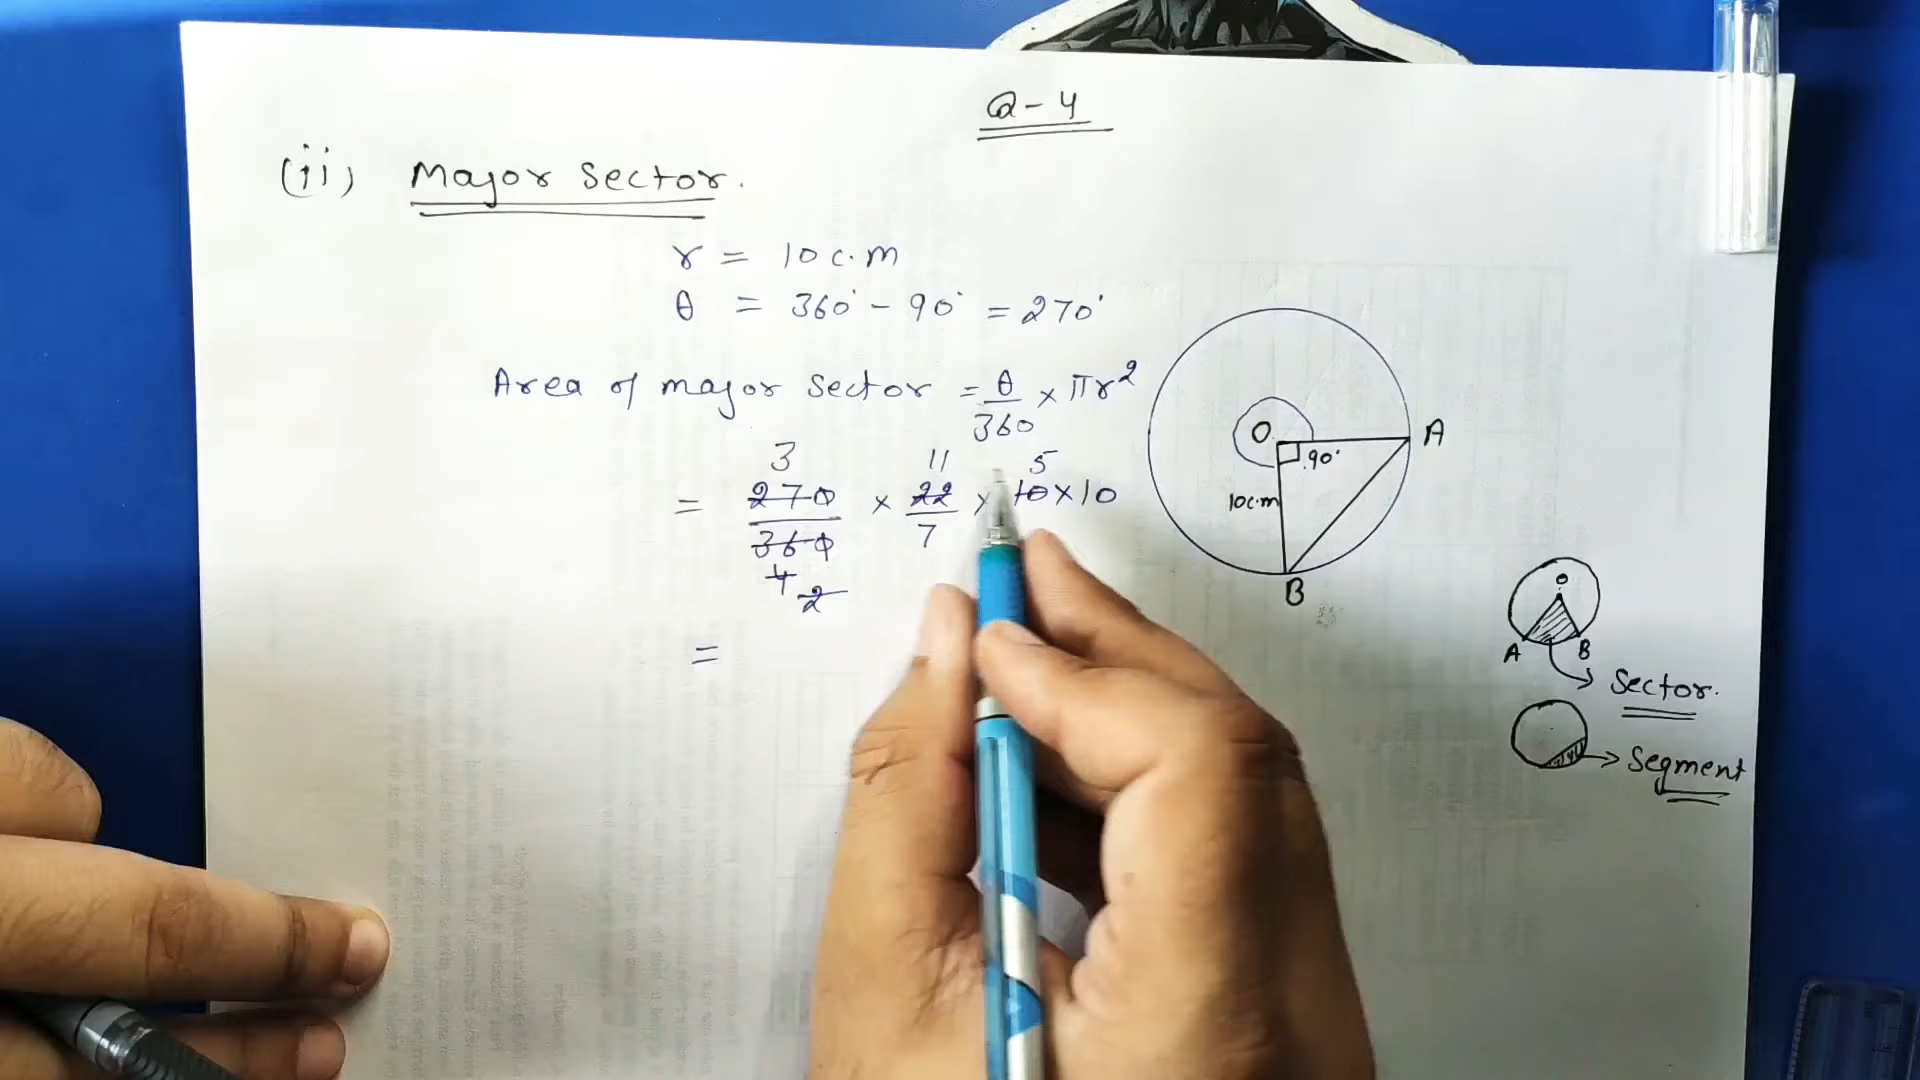 Q-4
(ii) Major Sector.
r = 10 c.m
θ = 360° - 90° = 270°
Area of major sector = θ/360 × πr²
3 11 5
= 270/360 × 22/7 × 10 × 10
4 2
=
O A
90°
10c.m
B
O
A B
Sector.
Segment